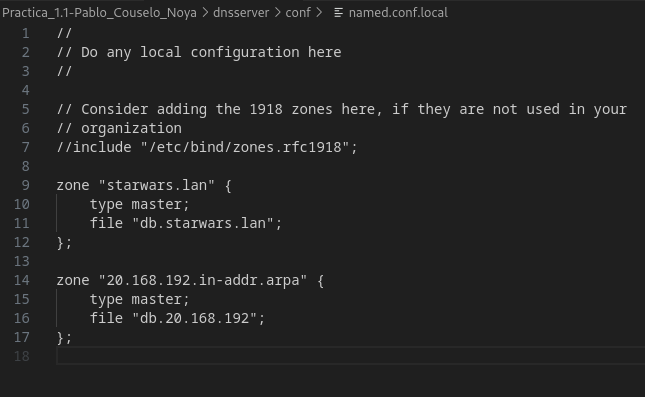 Practica_1.1-Pablo_Couselo_Noya > dnsserver > conf > named.conf.local
1 //
2 // Do any local configuration here
3 //
4
5 // Consider adding the 1918 zones here, if they are not used in your
6 // organization
7 //include "/etc/bind/zones.rfc1918";
8
9 zone "starwars.lan" {
10     type master;
11     file "db.starwars.lan";
12 };
13
14 zone "20.168.192.in-addr.arpa" {
15     type master;
16     file "db.20.168.192";
17 };
18